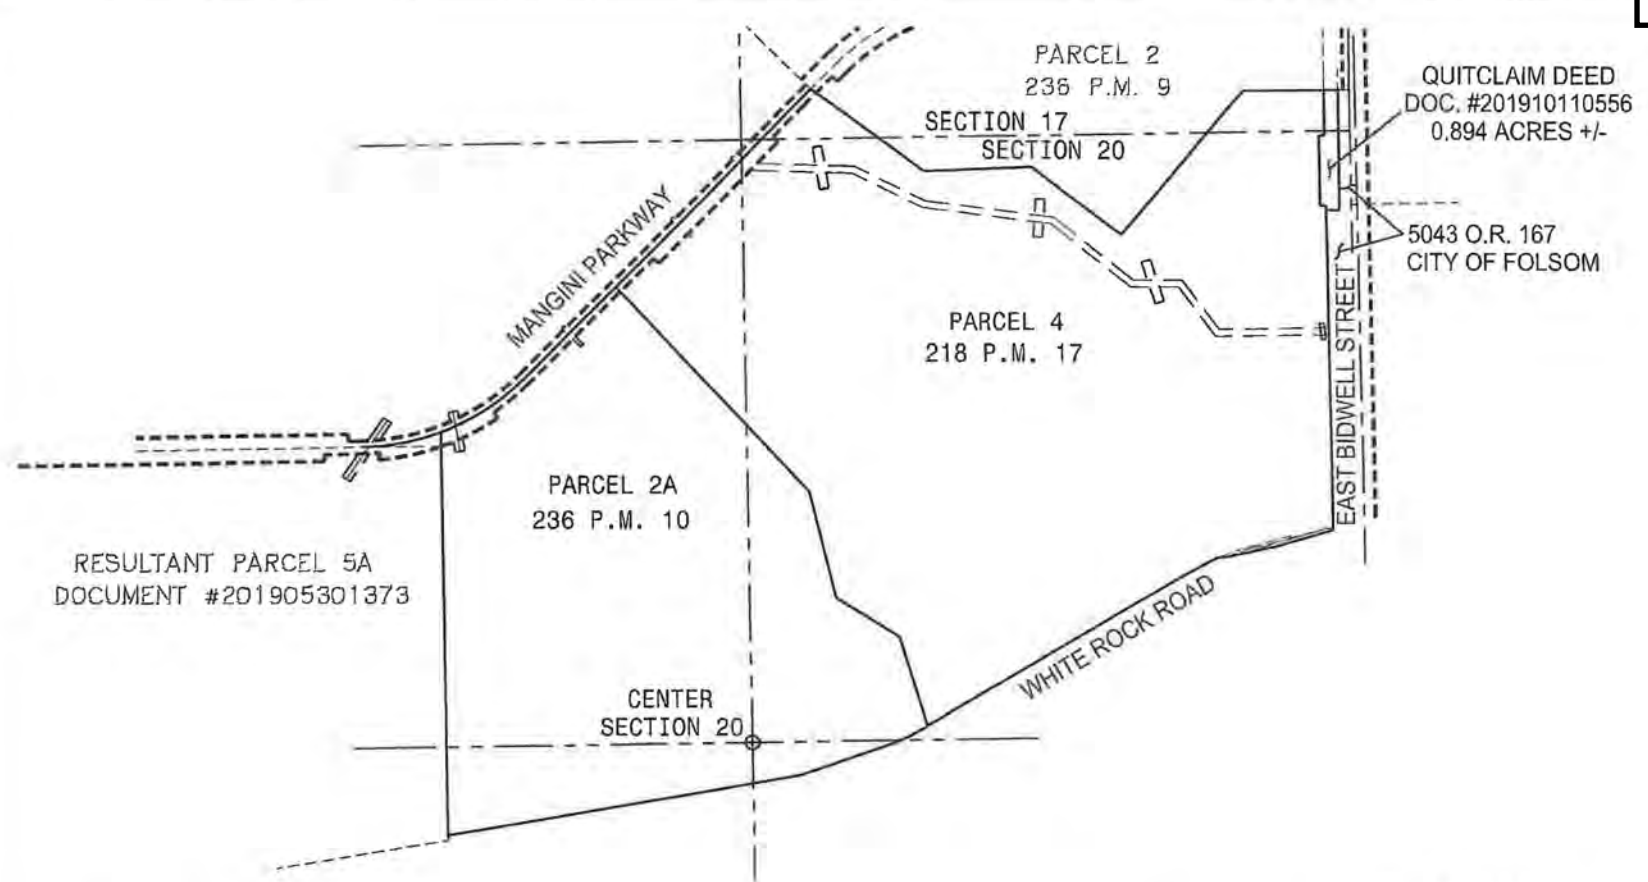 PARCEL 2
236 P.M. 9
QUITCLAIM DEED
DOC. #201910110556
0.894 ACRES +/-
SECTION 17
SECTION 20
MANGINI PARKWAY
5043 O.R. 167
CITY OF FOLSOM
PARCEL 4
218 P.M. 17
EAST BIDWELL STREET
PARCEL 2A
236 P.M. 10
RESULTANT PARCEL 5A
DOCUMENT #201905301373
WHITE ROCK ROAD
CENTER
SECTION 20